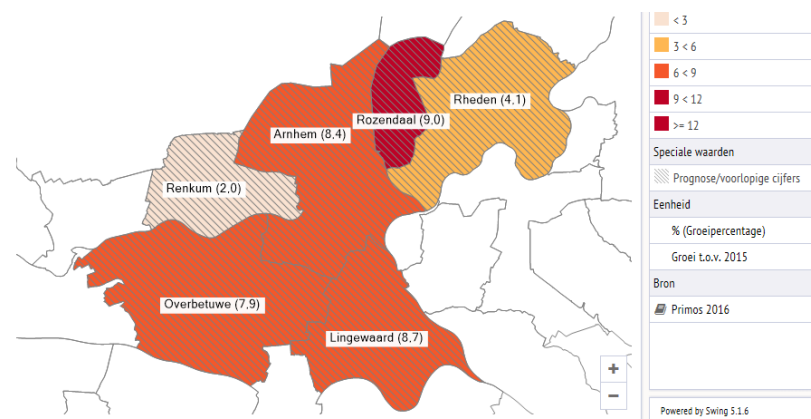 Rheden (4,1)
Rozendaal (9,0)
Arnhem (8,4)
Renkum (2,0)
Overbetuwe (7,9)
Lingewaard (8,7)
+
−
< 3
3 < 6
6 < 9
9 < 12
>= 12
Speciale waarden
Prognose/voorlopige cijfers
Eenheid
% (Groeipercentage)
Groei t.o.v. 2015
Bron
Primos 2016
Powered by Swing 5.1.6